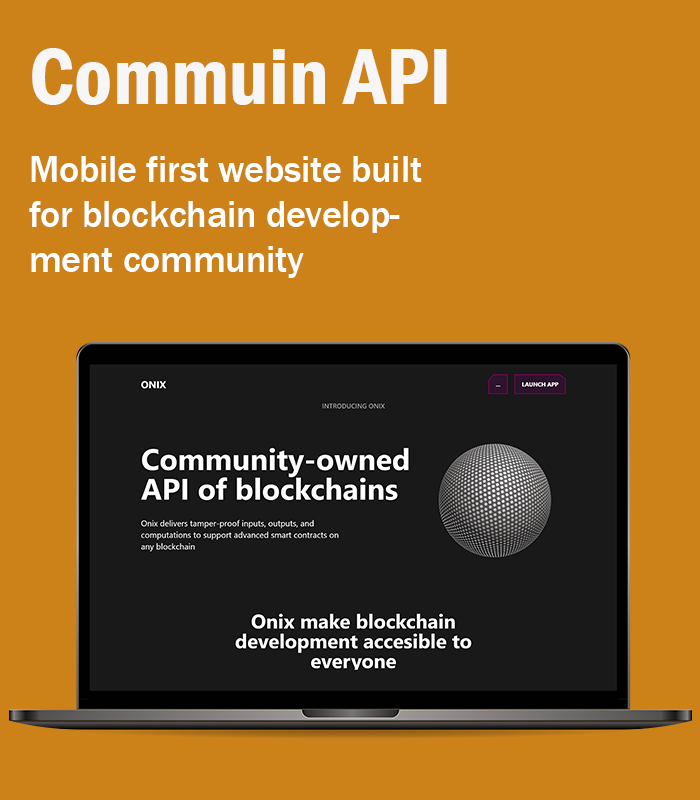 Commuin API
Mobile first website built
for blockchain develop-
ment community
ONIX
...
LAUNCH APP
INTRODUCING ONIX
Community-owned
API of blockchains
Onix delivers tamper-proof inputs, outputs, and
computations to support advanced smart contracts on
any blockchain
Onix make blockchain
development accesible to
everyone